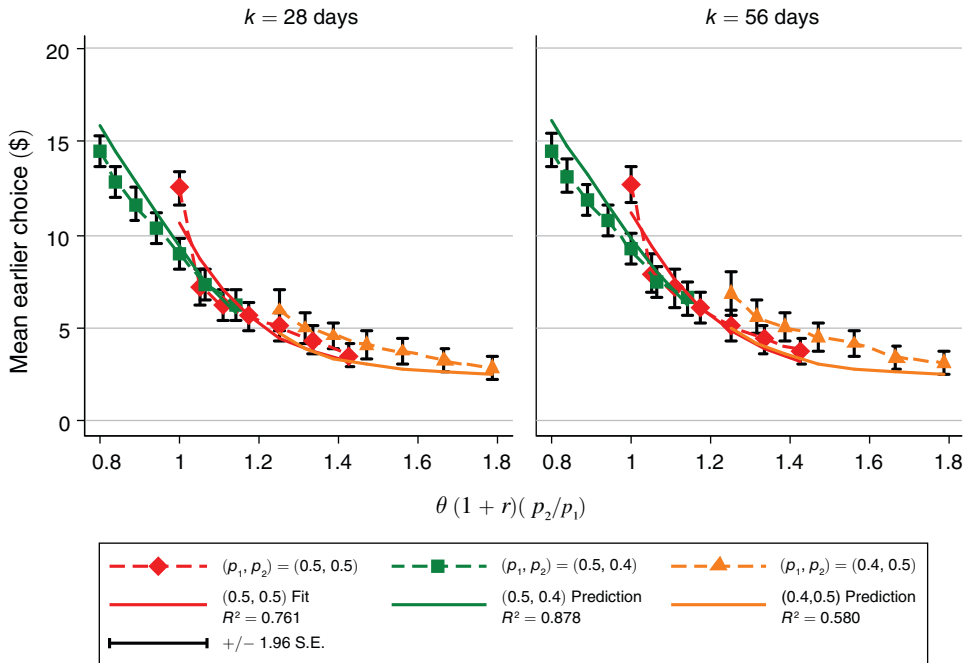 k = 28 days
k = 56 days
Mean earlier choice ($)
20
15
10
5
0
0.8 1 1.2 1.4 1.6 1.8
0.8 1 1.2 1.4 1.6 1.8
θ (1 + r)( p₂/p₁)
(p₁, p₂) = (0.5, 0.5)
(p₁, p₂) = (0.5, 0.4)
(p₁, p₂) = (0.4, 0.5)
(0.5, 0.5) Fit
R² = 0.761
(0.5, 0.4) Prediction
R² = 0.878
(0.4,0.5) Prediction
R² = 0.580
+/− 1.96 S.E.